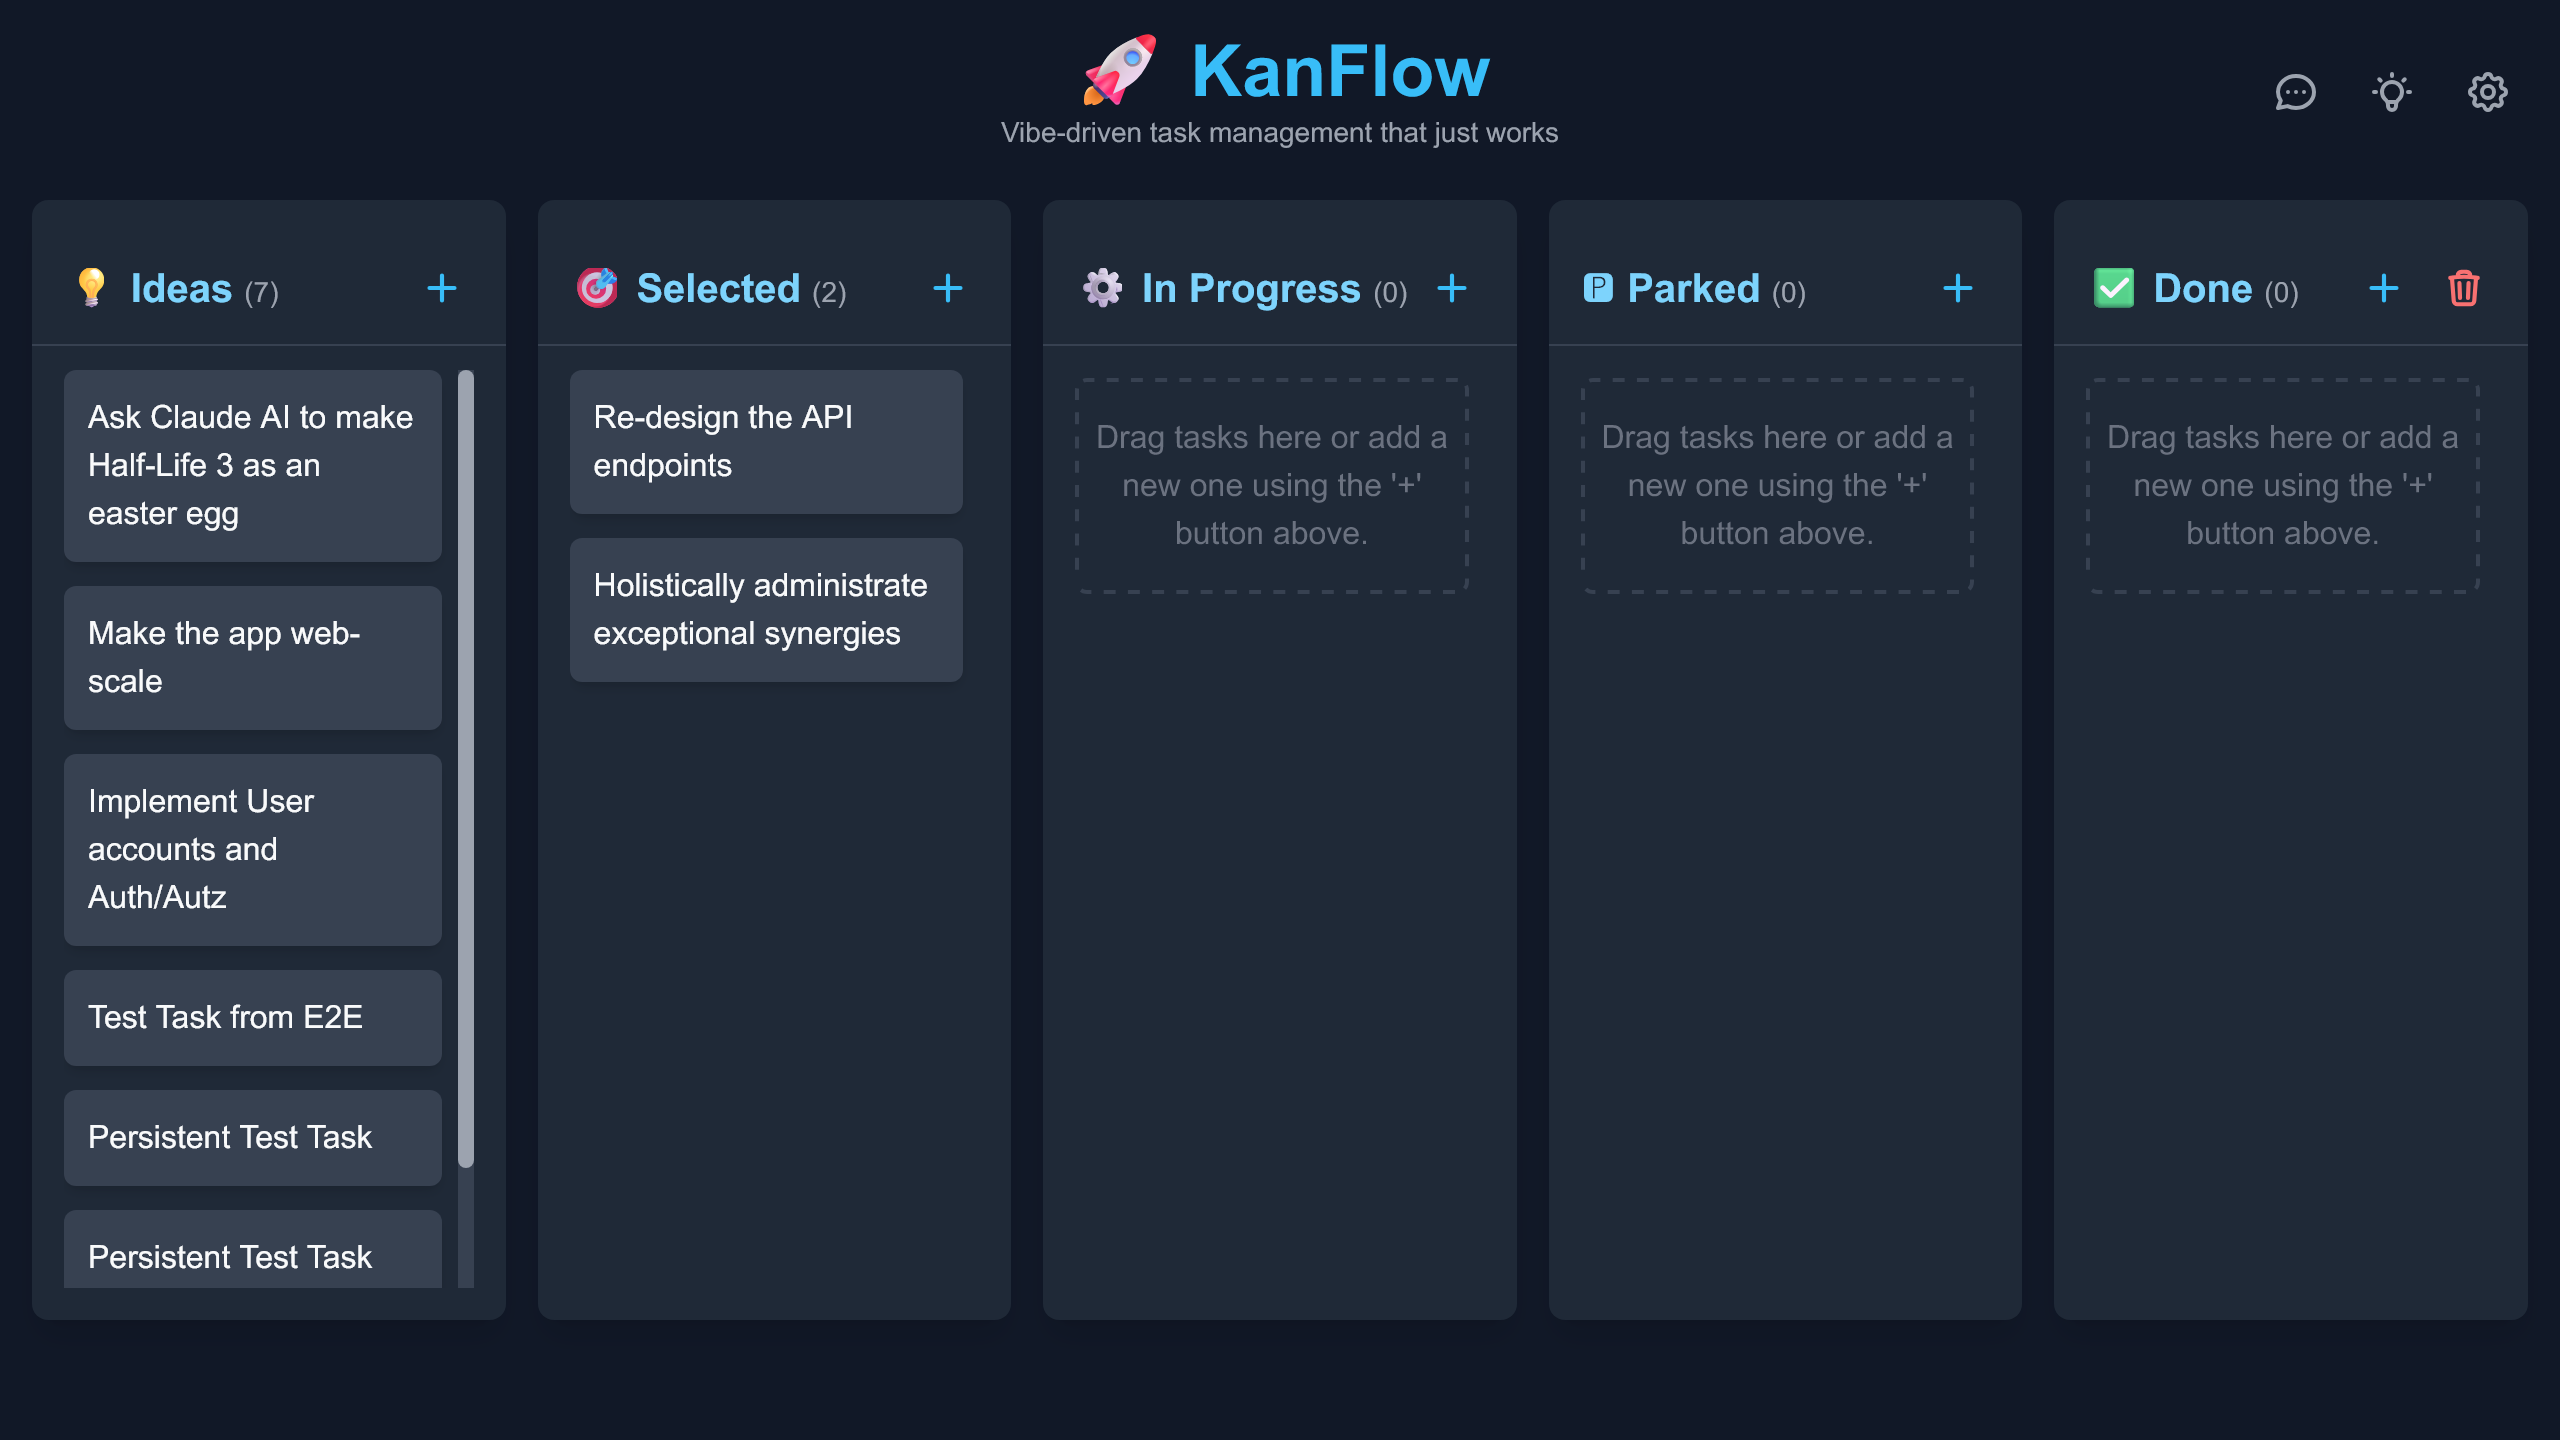 KanFlow
Vibe-driven task management that just works
Ideas (7)
Ask Claude AI to make
Half-Life 3 as an
easter egg
Make the app web-
scale
Implement User
accounts and
Auth/Autz
Test Task from E2E
Persistent Test Task
Persistent Test Task
Selected (2)
Re-design the API
endpoints
Holistically administrate
exceptional synergies
In Progress (0)
Drag tasks here or add a
new one using the '+'
button above.
P Parked (0)
Drag tasks here or add a
new one using the '+'
button above.
Done (0)
Drag tasks here or add a
new one using the '+'
button above.